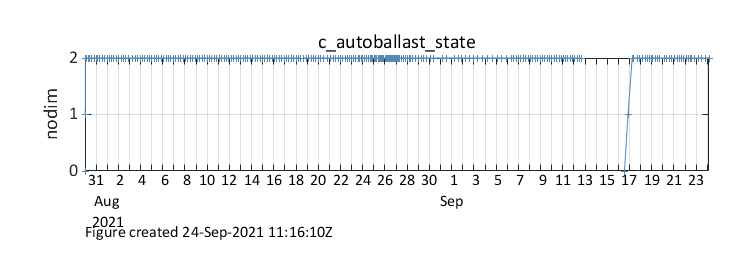 c_autoballast_state
nodim
2
1
0
31 2 4 6 8 10 12 14 16 18 20 22 24 26 28 30 1 3 5 7 9 11 13 15 17 19 21 23
Aug Sep
2021
Figure created 24-Sep-2021 11:16:10Z